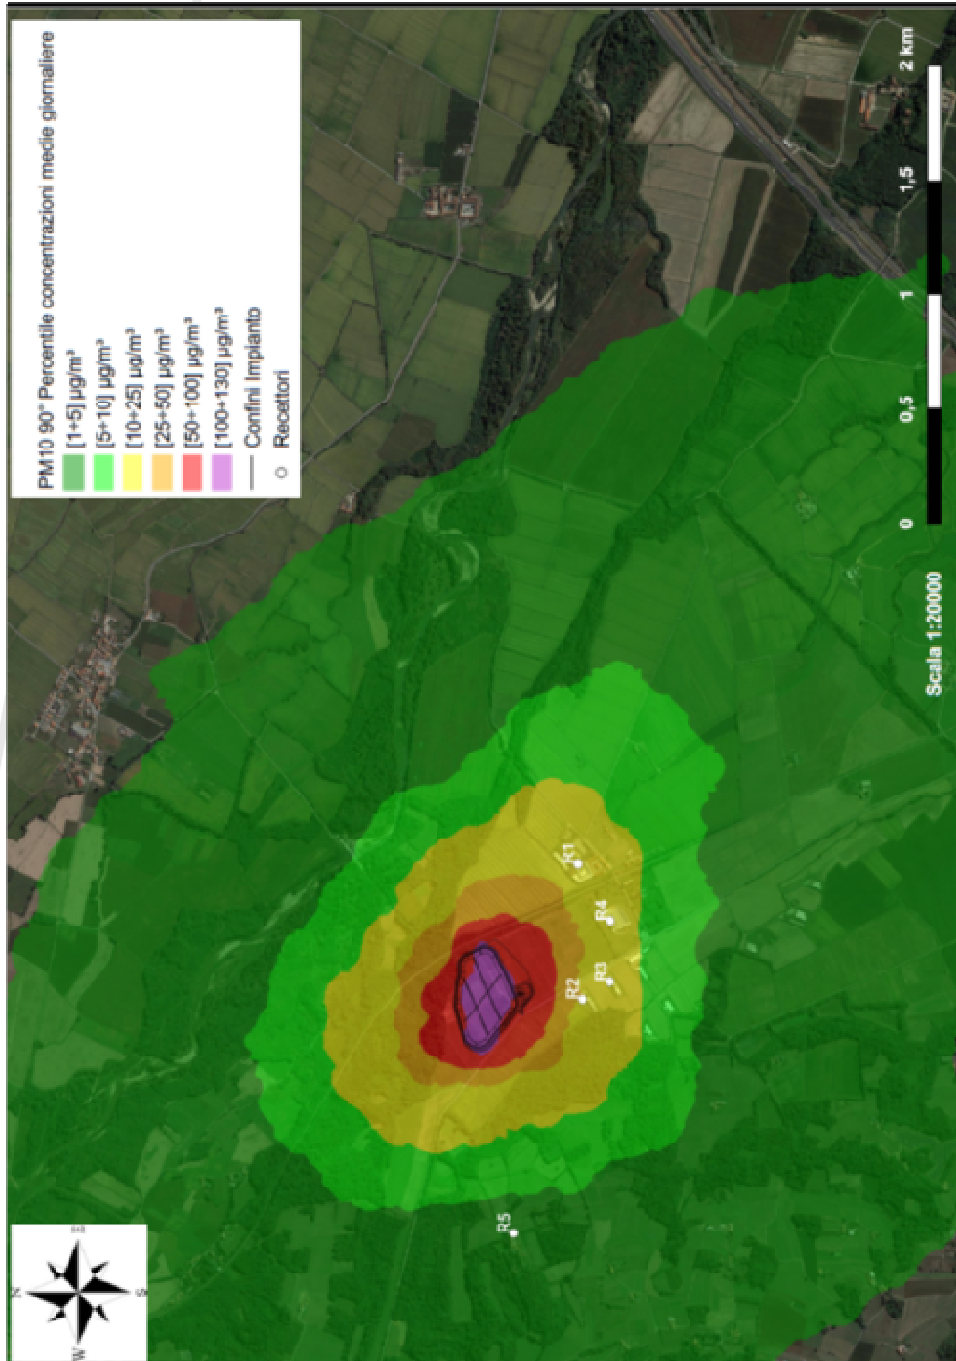 PM10 90° Percentile concentrazioni medie giornaliere
[1÷5] µg/m³
[5÷10] µg/m³
[10÷25] µg/m³
[25÷50] µg/m³
[50÷100] µg/m³
[100÷130] µg/m³
Confini Impianto
Recettori
R1
R4
R3
R2
R5
N
W
Scala 1:20000
0 0,5 1 1,5 2 km